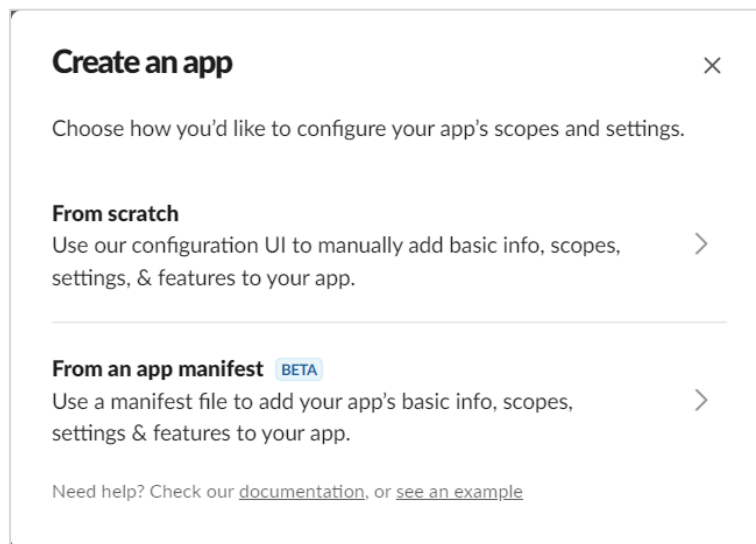 Create an app
Choose how you’d like to configure your app’s scopes and settings.
From scratch
Use our configuration UI to manually add basic info, scopes,
settings, & features to your app.
From an app manifest BETA
Use a manifest file to add your app’s basic info, scopes,
settings & features to your app.
Need help? Check our documentation, or see an example